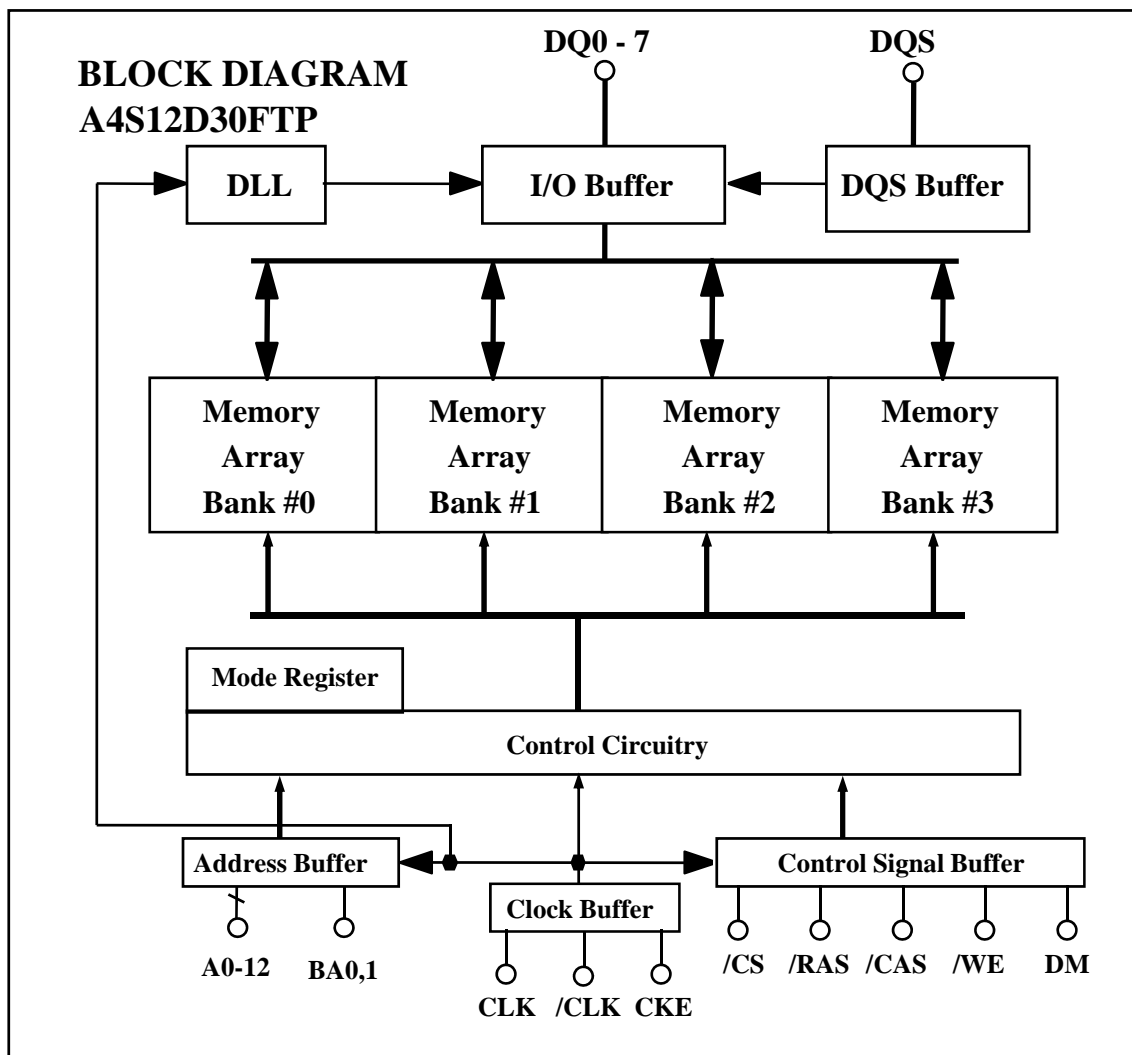 DQ0 - 7
DQS
BLOCK DIAGRAM
A4S12D30FTP
DLL
I/O Buffer
DQS Buffer
Memory
Array
Bank #0
Memory
Array
Bank #1
Memory
Array
Bank #2
Memory
Array
Bank #3
Mode Register
Control Circuitry
Address Buffer
Control Signal Buffer
Clock Buffer
A0-12
BA0,1
CLK
/CLK
CKE
/CS
/RAS
/CAS
/WE
DM